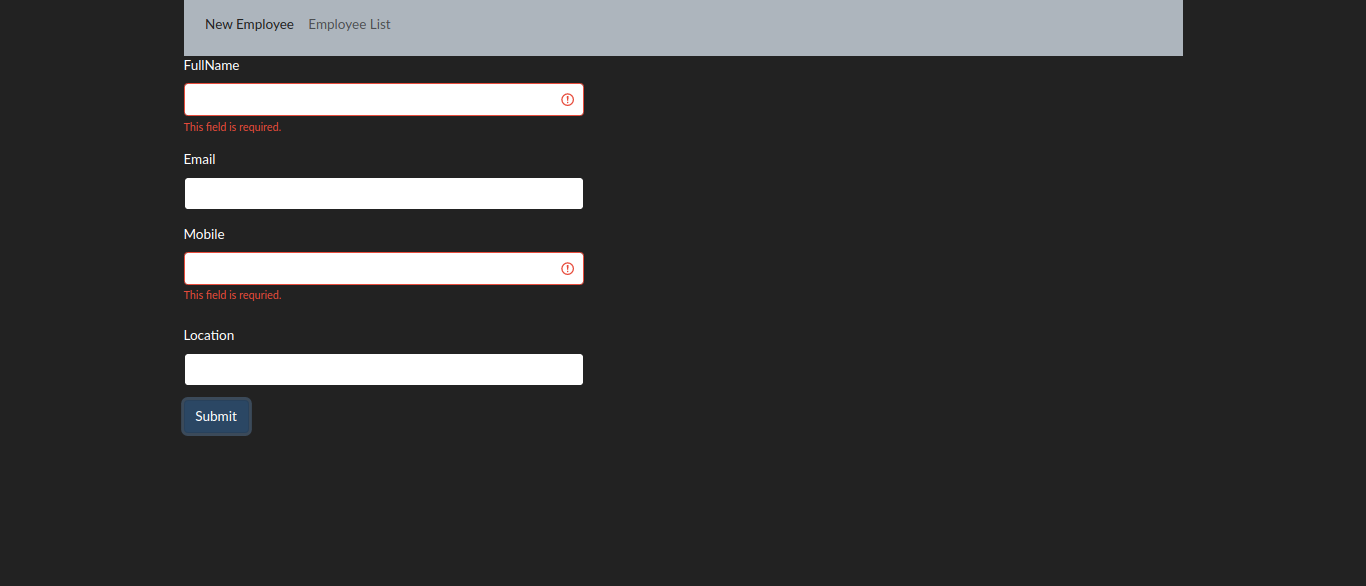 New Employee Employee List
FullName
This field is required.
Email
Mobile
This field is requried.
Location
Submit